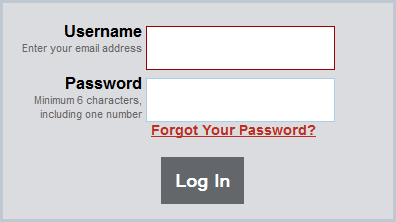 Username
Enter your email address
Password
Minimum 6 characters,
including one number
Forgot Your Password?
Log In